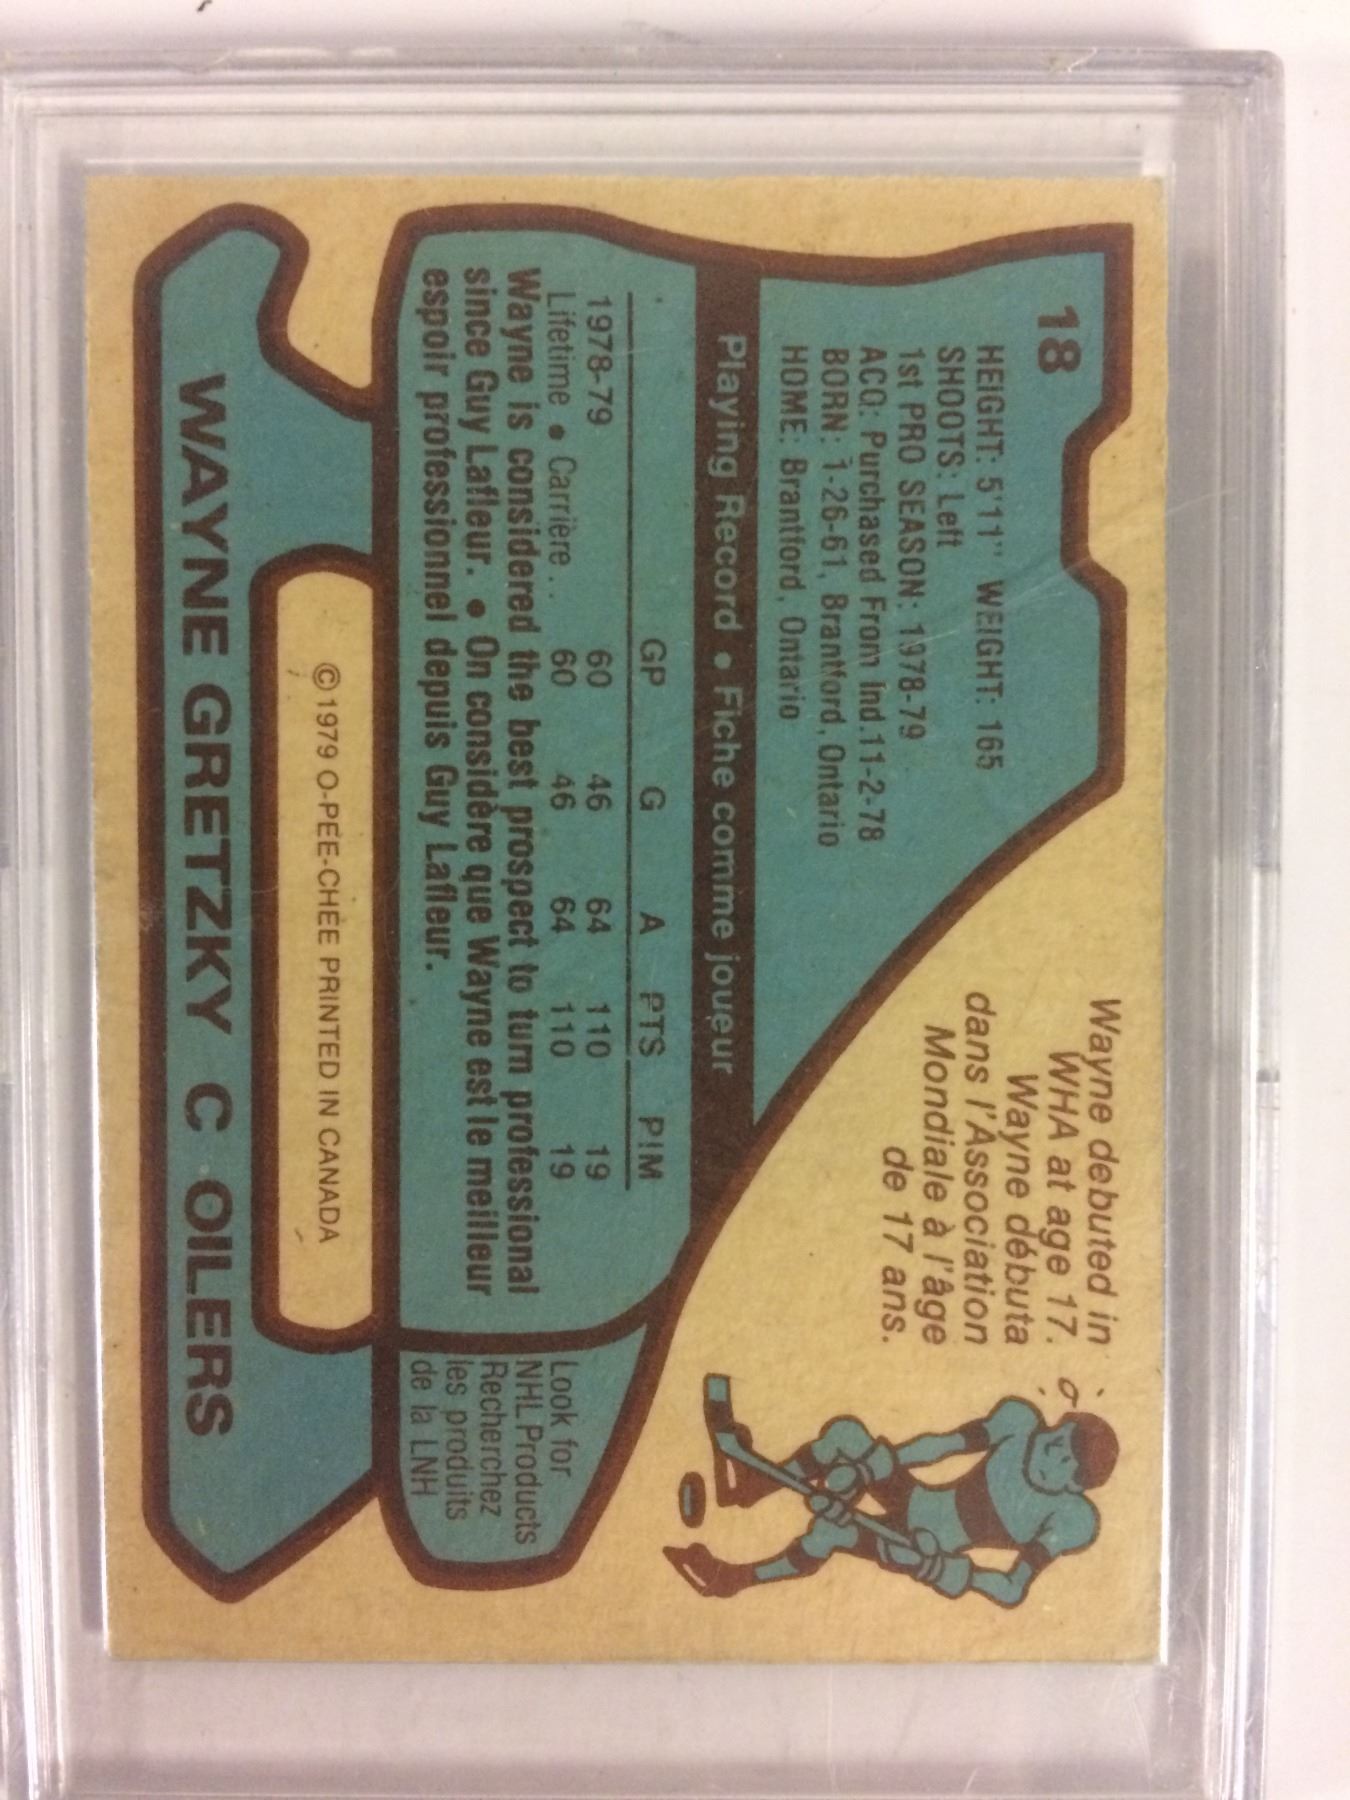 18
HEIGHT: 5'11" WEIGHT: 165
SHOOTS: Left
1st PRO SEASON: 1978-79
ACQ: Purchased From Ind.11-2-78
BORN: 1-26-61, Brantford, Ontario
HOME: Brantford, Ontario
Wayne debuted in
WHA at age 17.
Wayne débuta
dans l'Association
Mondiale à l'âge
de 17 ans.
Playing Record • Fiche comme joueur
GP G A PTS PIM
1978-79 60 46 64 110 19
Lifetime • Carrière... 60 46 64 110 19
Wayne is considered the best prospect to turn professional
since Guy Lafleur. • On considère que Wayne est le meilleur
espoir professionnel depuis Guy Lafleur.
Look for
NHL Products
Recherchez
les produits
de la LNH
© 1979 O-PEE-CHEE PRINTED IN CANADA
WAYNE GRETZKY C OILERS